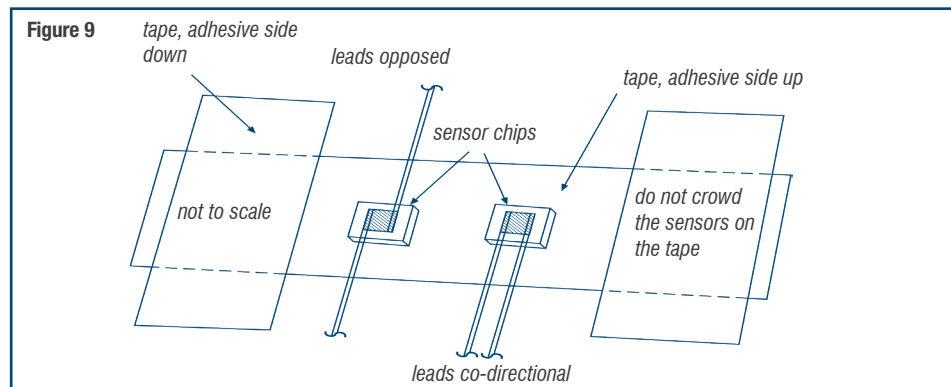 Figure 9
tape, adhesive side
down
leads opposed
tape, adhesive side up
sensor chips
not to scale
do not crowd
the sensors on
the tape
leads co-directional